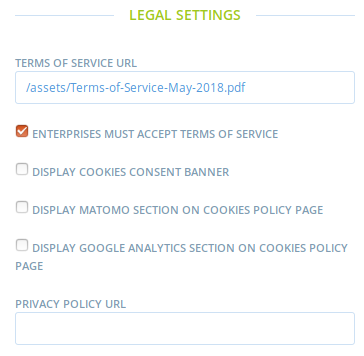 LEGAL SETTINGS
TERMS OF SERVICE URL
/assets/Terms-of-Service-May-2018.pdf
ENTERPRISES MUST ACCEPT TERMS OF SERVICE
DISPLAY COOKIES CONSENT BANNER
DISPLAY MATOMO SECTION ON COOKIES POLICY PAGE
DISPLAY GOOGLE ANALYTICS SECTION ON COOKIES POLICY
PAGE
PRIVACY POLICY URL